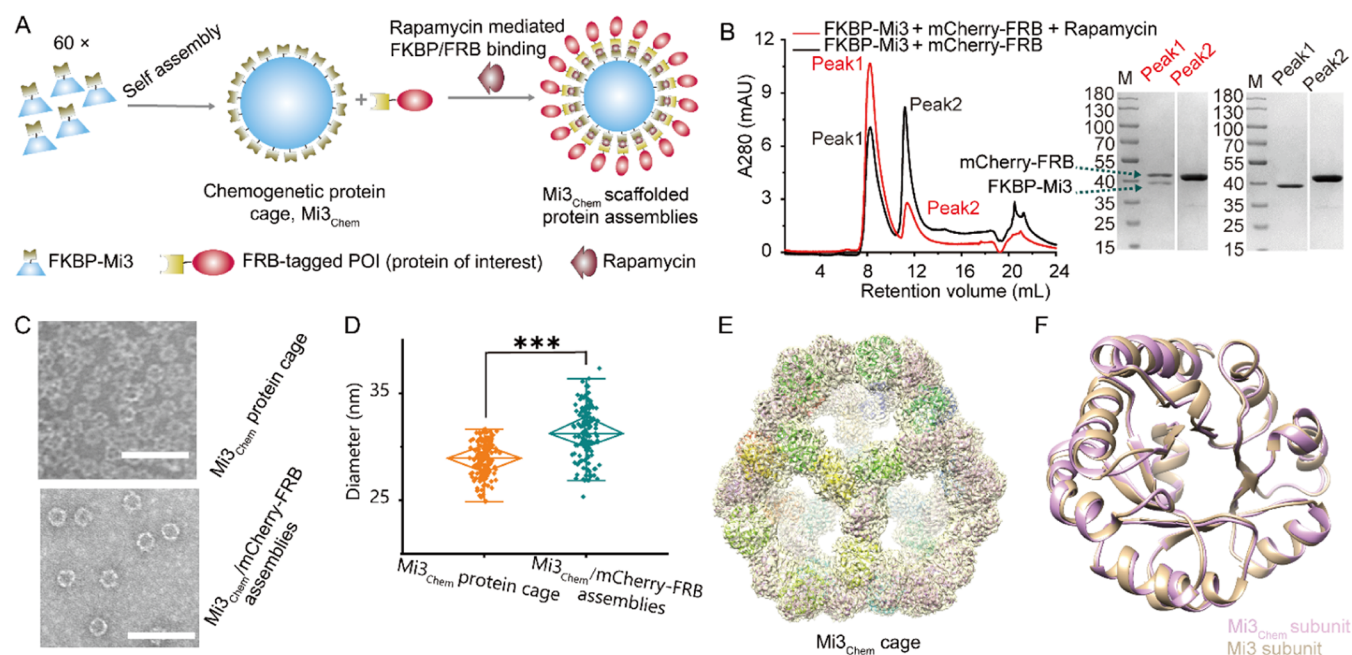 A
60 ×
Self assembly
Rapamycin mediated
FKBP/FRB binding
+
Chemogenetic protein
cage, Mi3Chem
Mi3Chem scaffolded
protein assemblies
FKBP-Mi3
FRB-tagged POI (protein of interest)
Rapamycin
B
FKBP-Mi3 + mCherry-FRB + Rapamycin
FKBP-Mi3 + mCherry-FRB
12
9
6
3
0
A280 (mAU)
Peak1
Peak1
Peak2
Peak2
4
8
12
16
20
24
Retention volume (mL)
mCherry-FRB
FKBP-Mi3
M
Peak1
Peak2
180
130
100
70
55
40
35
25
15
M
Peak1
Peak2
180
130
100
70
55
40
35
25
15
C
Mi3Chem protein cage
Mi3Chem/mCherry-FRB
assemblies
D
***
35
25
Diameter (nm)
Mi3Chem protein cage
Mi3Chem/mCherry-FRB
assemblies
E
Mi3Chem cage
F
Mi3Chem subunit
Mi3 subunit